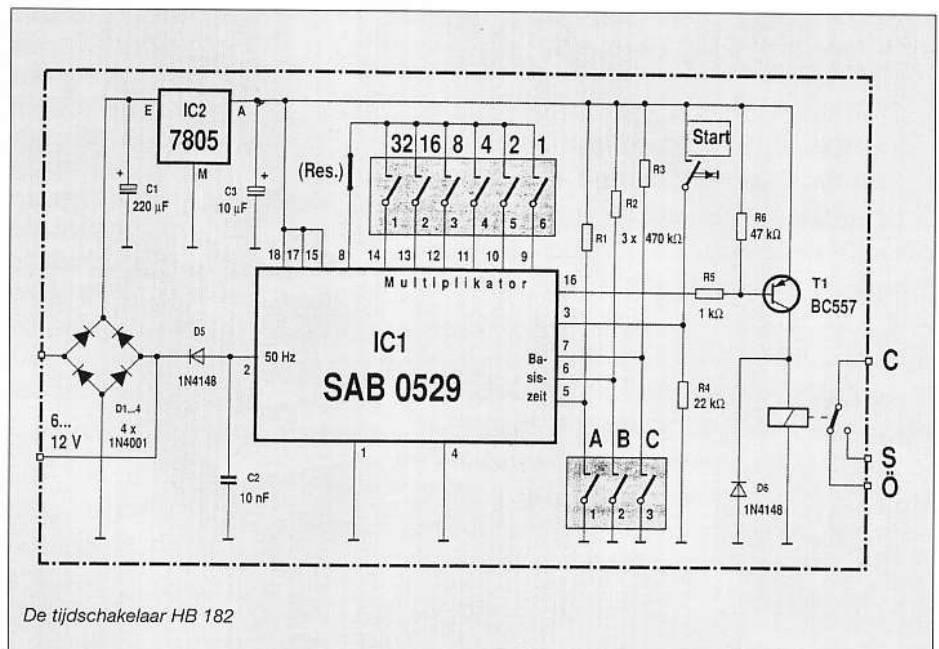 E IC2 A
7805
M
+ C1
220 µF
+ C3
10 µF
(Res.)
32 16 8 4 2 1
1 2 3 4 5 6
18 17 15 8 14 13 12 11 10 9
Multiplikator
IC1
SAB 0529
50 Hz
2
16
3
7
6
5
Ba-
sis-
zeit
1 4
R1
R2
3 x 470 kΩ
R3
Start
R6
47 kΩ
R5
1 kΩ
T1
BC557
R4
22 kΩ
D5
1N4148
D1...4
4 x
1N4001
6...
12 V
C2
10 nF
A B C
1 2 3
D6
1N4148
C
S
Ö
De tijdschakelaar HB 182